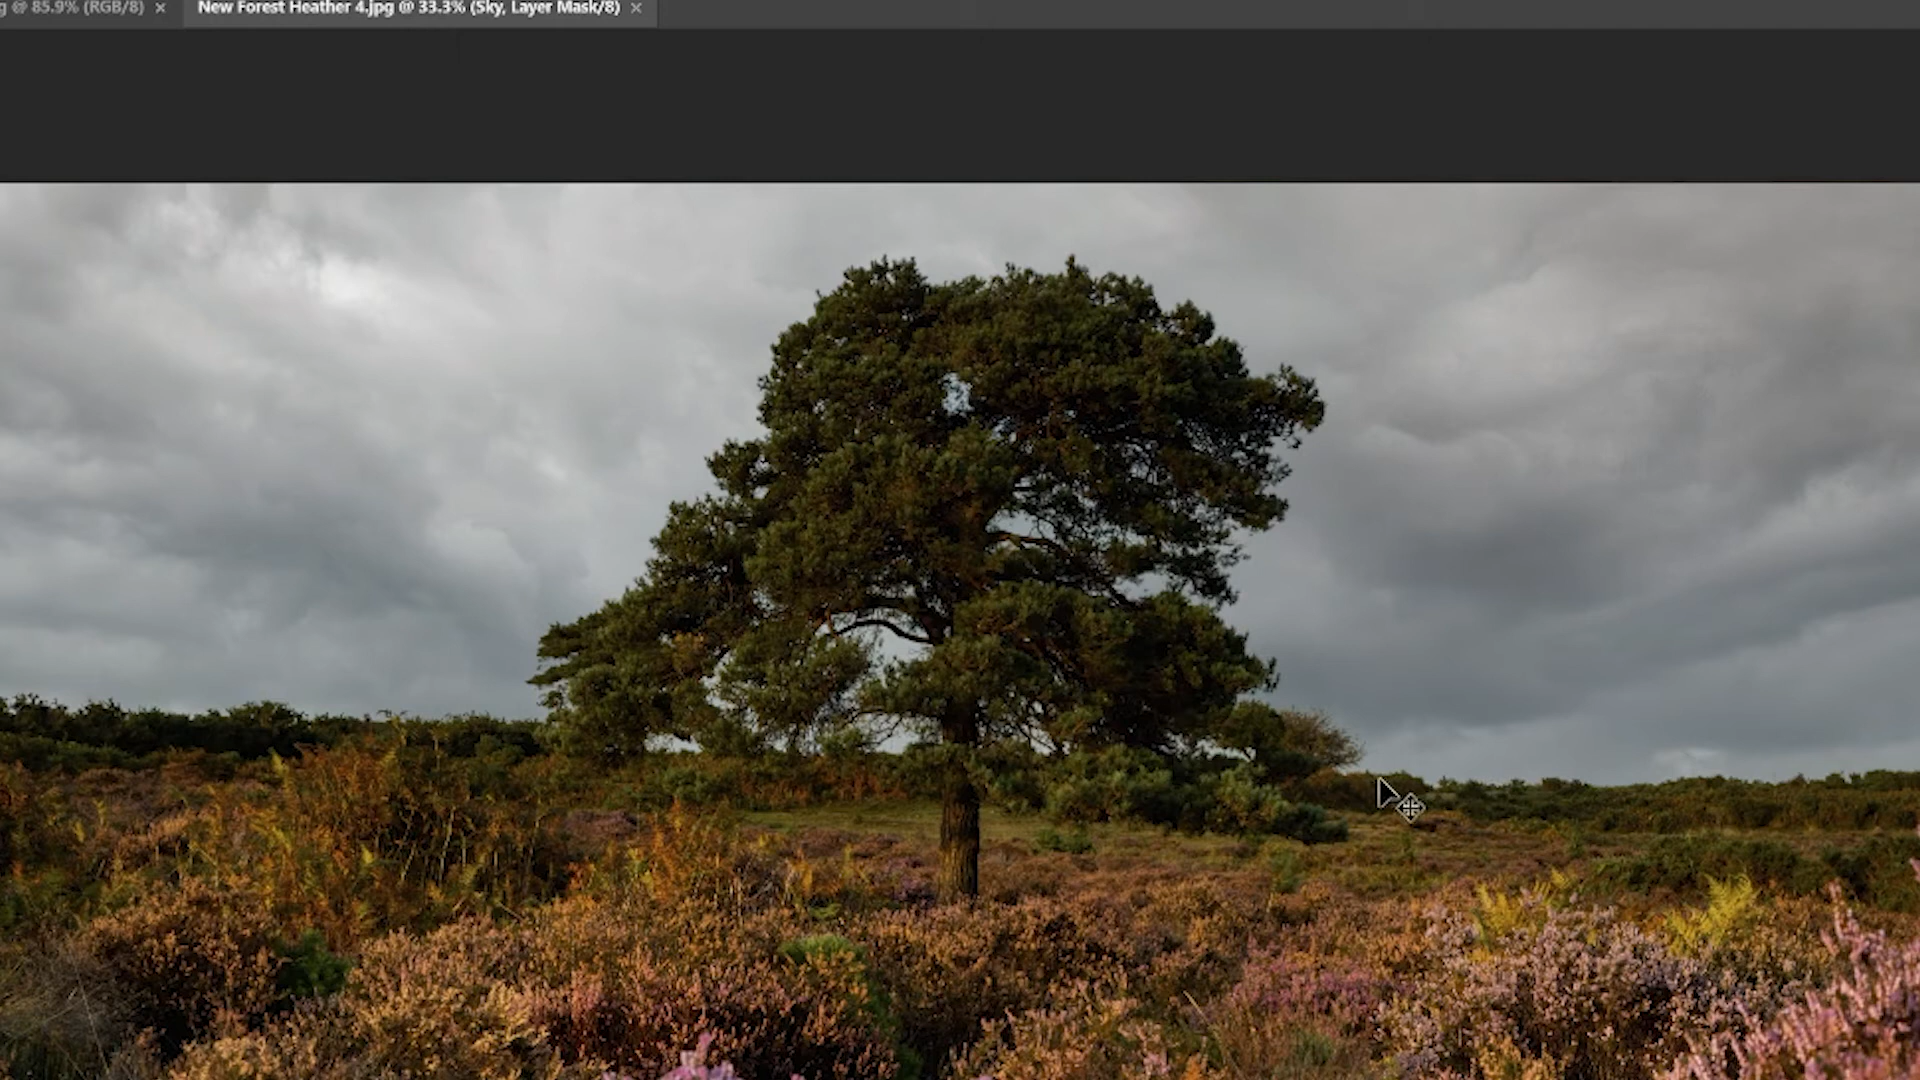 g @ 85.9% (RGB/8) ×
New Forest Heather 4.jpg @ 33.3% (Sky, Layer Mask/8) ×